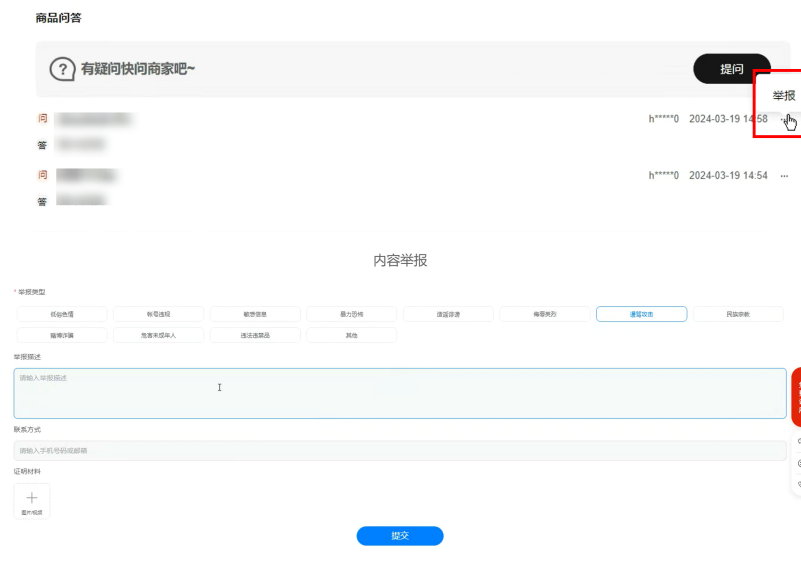 商品问答
? 有疑问快问商家吧~
提问
举报
问 h*****0 2024-03-19 14:58
答
问 h*****0 2024-03-19 14:54 ...
答
内容举报
* 举报类型
低俗色情 帐号违规 敏感信息 暴力恐怖 造谣诽谤 侮辱英烈 谩骂攻击 民族宗教
赌博诈骗 危害未成年人 违法违禁品 其他
举报描述
请输入举报描述
联系方式
请输入手机号码或邮箱
证明材料
图片/视频
提交